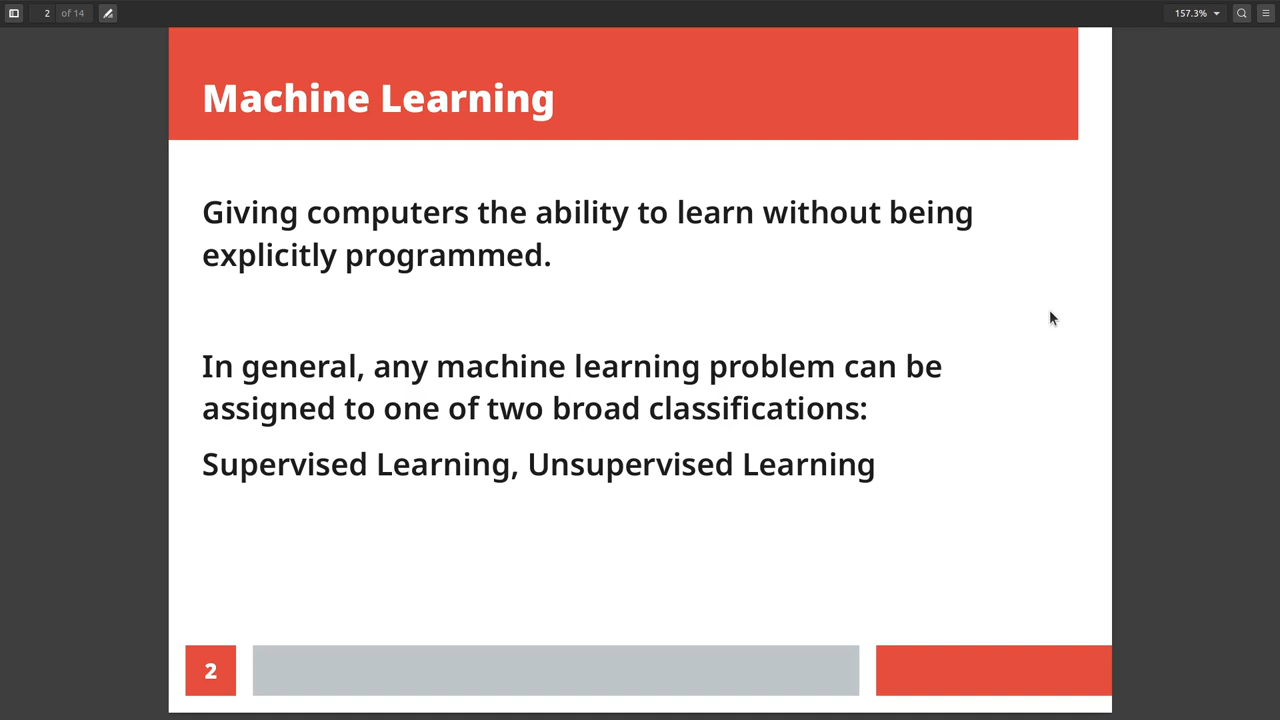 2 of 14
157.3%
Machine Learning
Giving computers the ability to learn without being
explicitly programmed.
In general, any machine learning problem can be
assigned to one of two broad classifications:
Supervised Learning, Unsupervised Learning
2